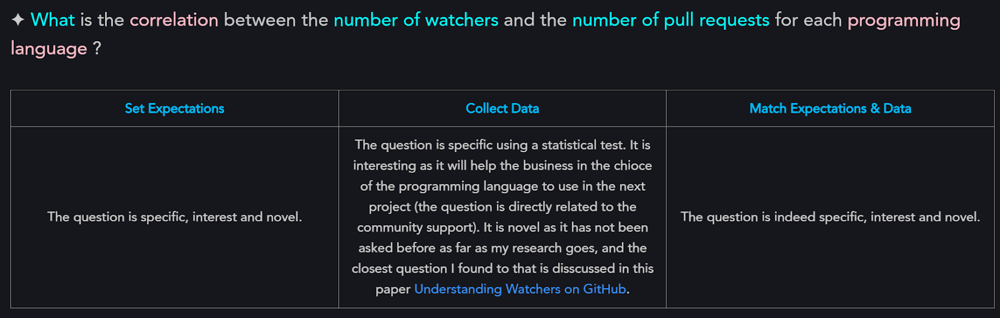 ✦ What is the correlation between the number of watchers and the number of pull requests for each programming
language ?
Set Expectations
Collect Data
Match Expectations & Data
The question is specific, interest and novel.
The question is specific using a statistical test. It is
interesting as it will help the business in the chioce
of the programming language to use in the next
project (the question is directly related to the
community support). It is novel as it has not been
asked before as far as my research goes, and the
closest question I found to that is disscussed in this
paper Understanding Watchers on GitHub.
The question is indeed specific, interest and novel.